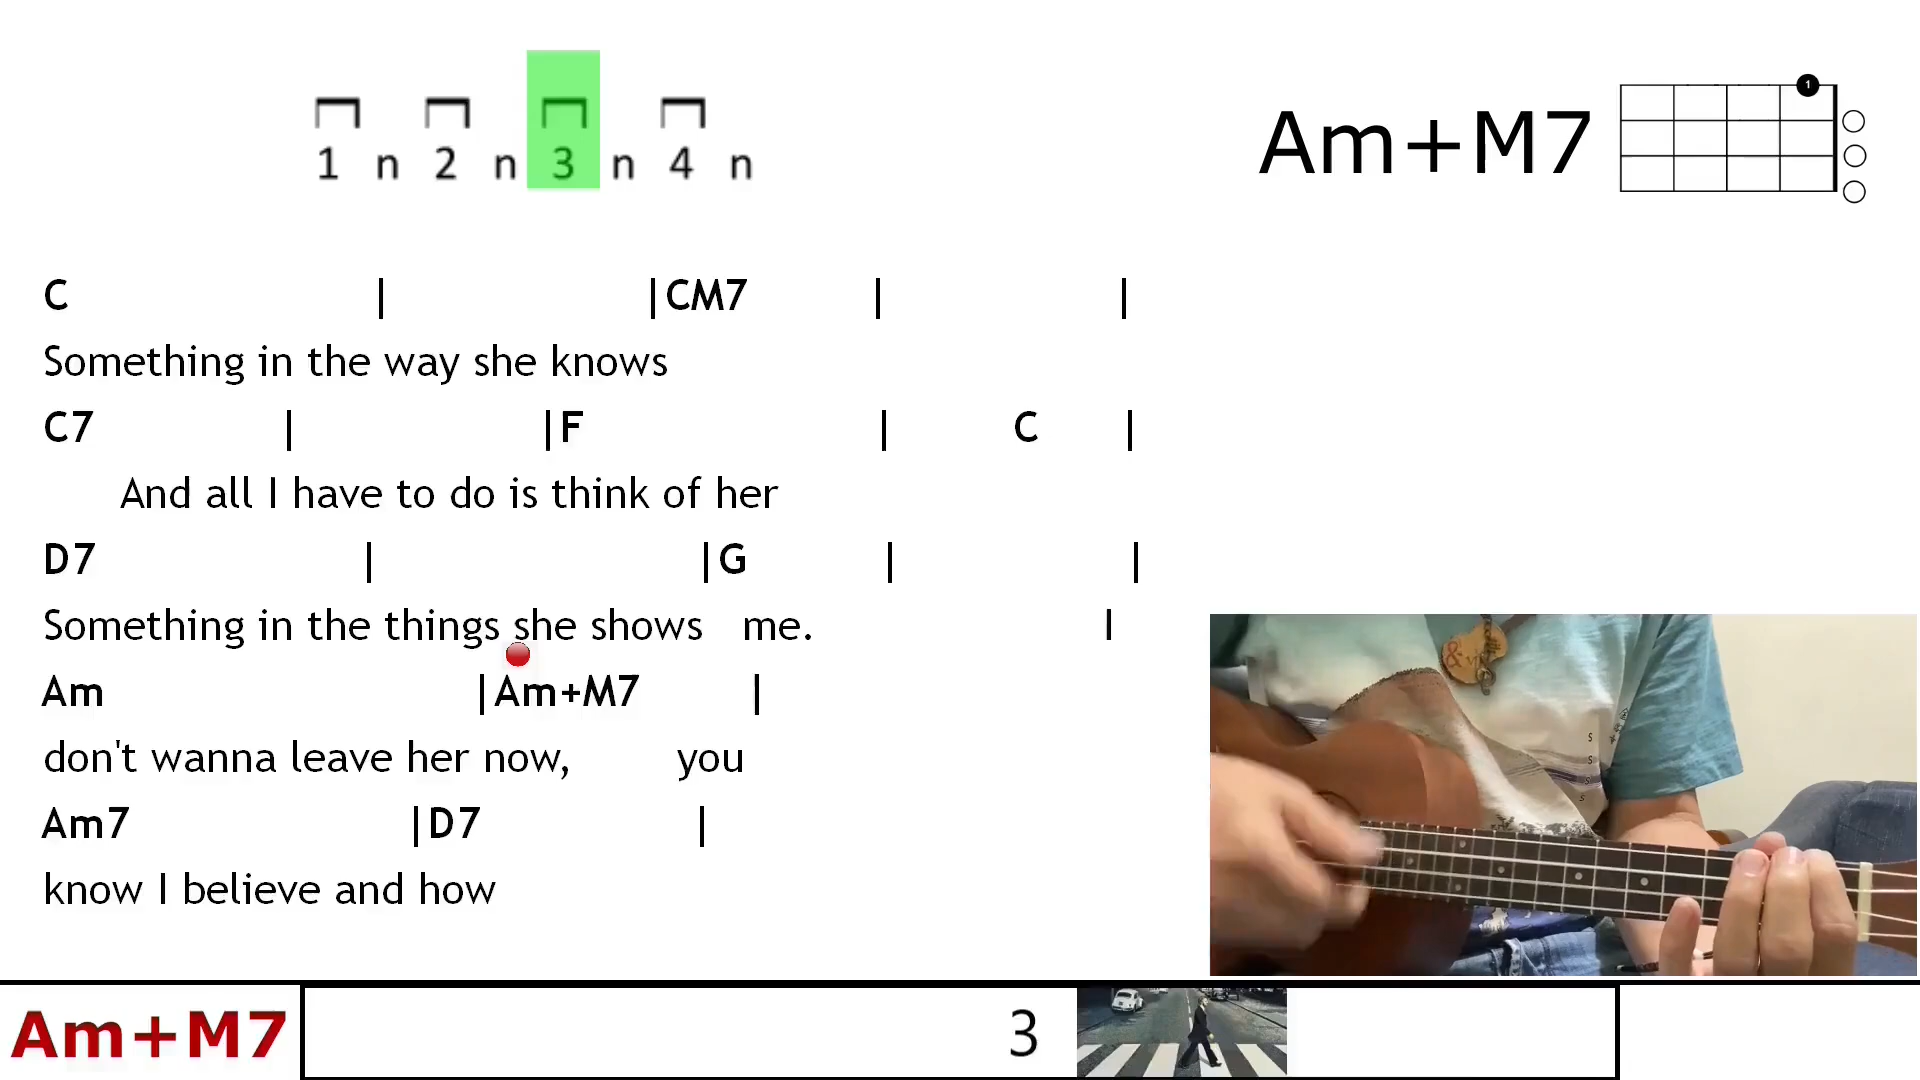 1 n 2 n 3 n 4 n
Am+M7
1
C | |CM7 | |
Something in the way she knows
C7 | |F | C |
And all I have to do is think of her
D7 | |G | |
Something in the things she shows me. I
Am |Am+M7 |
don't wanna leave her now, you
Am7 |D7 |
know I believe and how
Am+M7
3